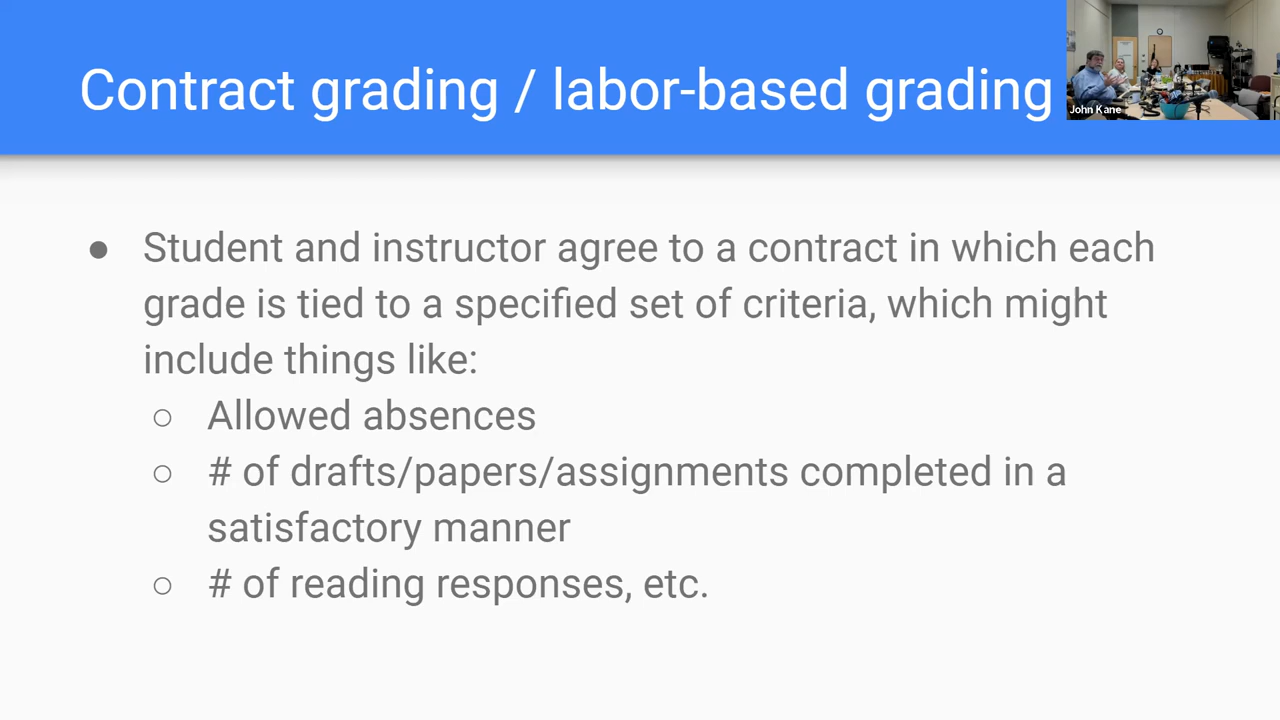 Contract grading / labor-based grading
John Kane
● Student and instructor agree to a contract in which each
grade is tied to a specified set of criteria, which might
include things like:
○ Allowed absences
○ # of drafts/papers/assignments completed in a
satisfactory manner
○ # of reading responses, etc.